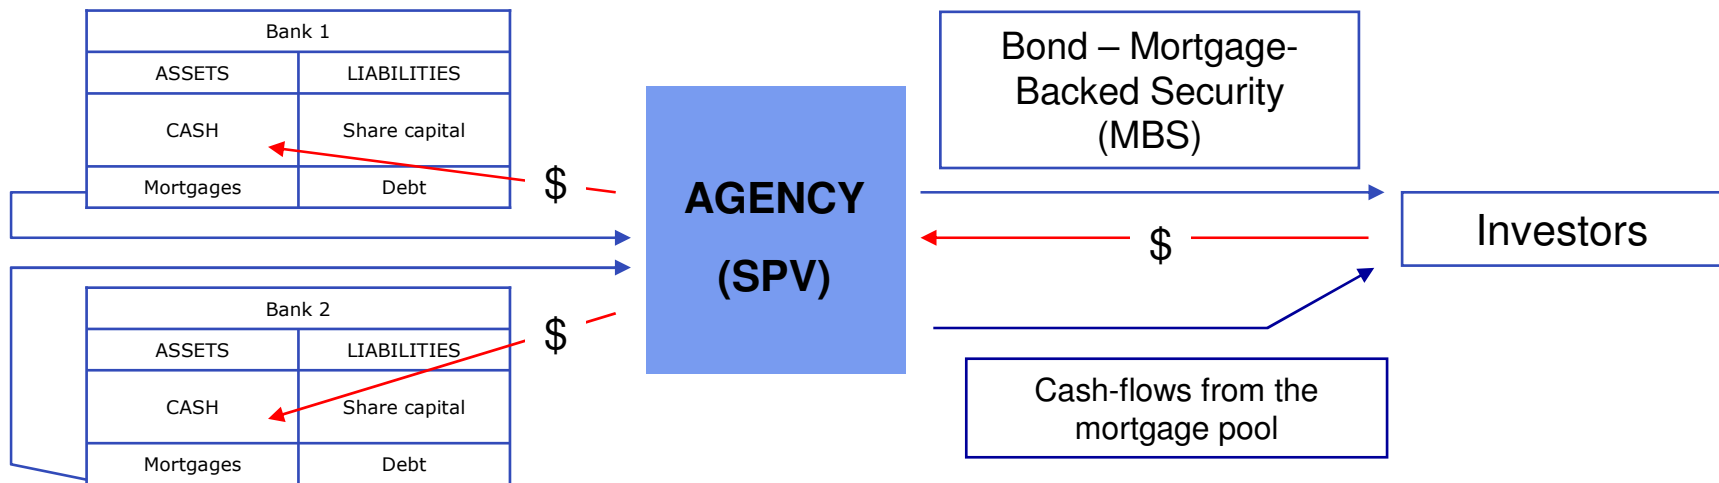 Bank 1
ASSETS LIABILITIES
CASH Share capital
Mortgages Debt
$
Bank 2
ASSETS LIABILITIES
CASH Share capital
Mortgages Debt
$
AGENCY
(SPV)
Bond – Mortgage-
Backed Security
(MBS)
$
Investors
Cash-flows from the
mortgage pool